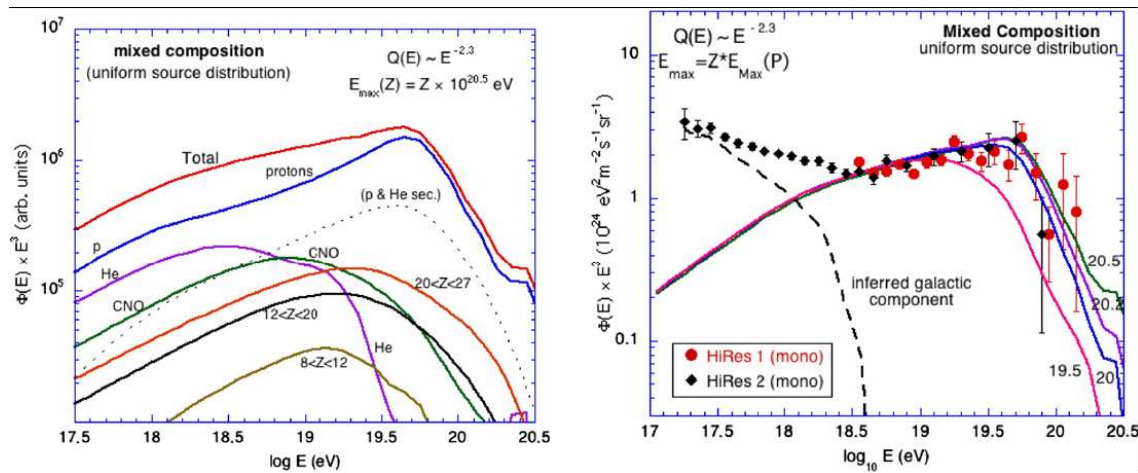 mixed composition
(uniform source distribution)
Q(E) ~ E^-2.3
E_max(Z) = Z × 10^20.5 eV
Total
protons
(p & He sec.)
p
He
CNO
CNO
20<Z<27
12<Z<20
8<Z<12
He
Φ(E) × E^3 (arb. units)
10^7
10^6
10^5
17.5 18 18.5 19 19.5 20 20.5
log E (eV)
Mixed Composition
uniform source distribution
Q(E) ~ E^-2.3
E_max=Z*E_Max(P)
inferred galactic
component
20.5
20
19.5
HiRes 1 (mono)
HiRes 2 (mono)
Φ(E) × E^3 (10^24 eV^2 m^-2 s^-1 sr^-1)
10
1
0.1
17 17.5 18 18.5 19 19.5 20 20.5
log_10 E (eV)